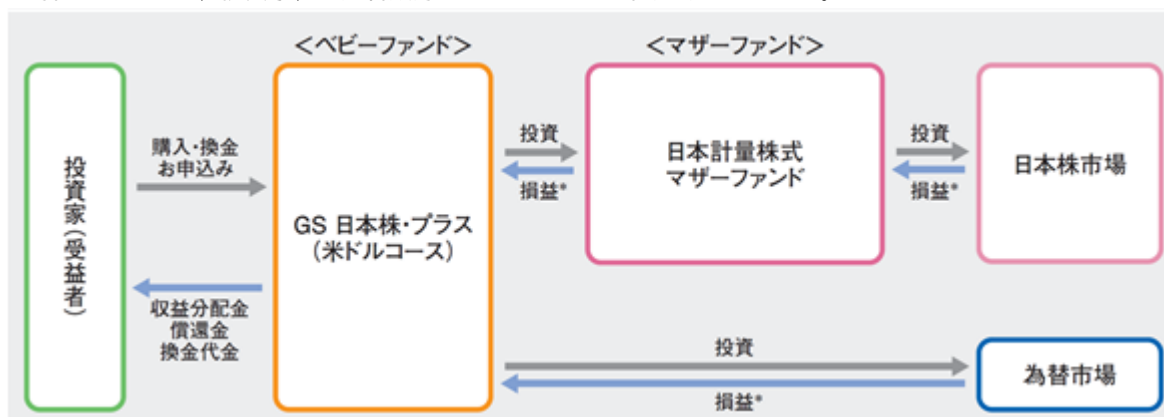 <ベビーファンド>
<マザーファンド>
投資家(受益者)
購入・換金
お申込み
収益分配金
償還金
換金代金
GS 日本株・プラス
(米ドルコース)
投資
損益*
日本計量株式
マザーファンド
投資
損益*
日本株市場
投資
損益*
為替市場